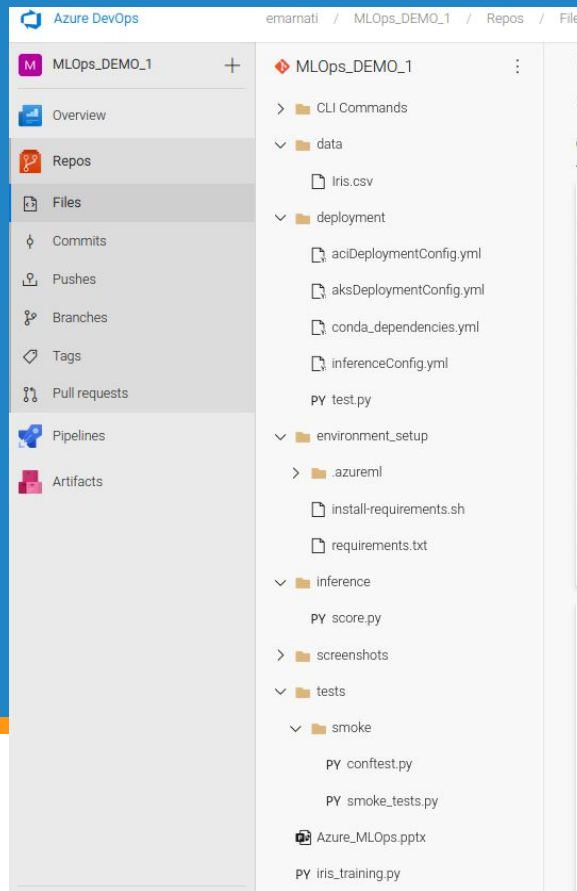 Azure DevOps
emarnati / MLOps_DEMO_1 / Repos / File
M MLOps_DEMO_1 +
Overview
Repos
Files
Commits
Pushes
Branches
Tags
Pull requests
Pipelines
Artifacts
MLOps_DEMO_1
CLI Commands
data
Iris.csv
deployment
aciDeploymentConfig.yml
aksDeploymentConfig.yml
conda_dependencies.yml
inferenceConfig.yml
PY test.py
environment_setup
.azureml
install-requirements.sh
requirements.txt
inference
PY score.py
screenshots
tests
smoke
PY conftest.py
PY smoke_tests.py
Azure_MLOps.pptx
PY iris_training.py